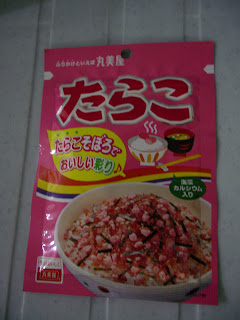 ふりかけといえば 丸美屋
たらこ
たらこそぼろで
おいしい彩り♪
海藻
カルシウム
入り
丸美屋